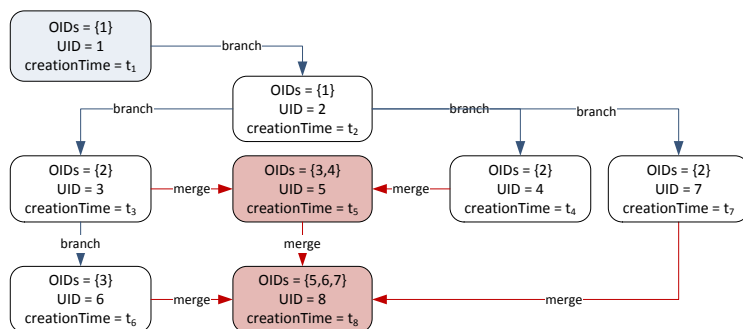 OIDs = {1}
UID = 1
creationTime = t1
branch
OIDs = {1}
UID = 2
creationTime = t2
branch
branch
branch
OIDs = {2}
UID = 3
creationTime = t3
merge
OIDs = {3,4}
UID = 5
creationTime = t5
merge
OIDs = {2}
UID = 4
creationTime = t4
OIDs = {2}
UID = 7
creationTime = t7
branch
merge
OIDs = {3}
UID = 6
creationTime = t6
merge
OIDs = {5,6,7}
UID = 8
creationTime = t8
merge